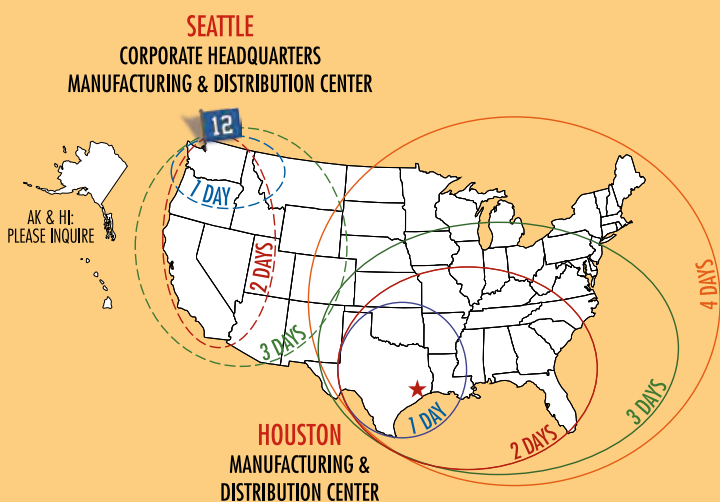 SEATTLE
CORPORATE HEADQUARTERS
MANUFACTURING & DISTRIBUTION CENTER
12
1 DAY
AK & HI:
PLEASE INQUIRE
2 DAYS
3 DAYS
4 DAYS
1 DAY
2 DAYS
3 DAYS
HOUSTON
MANUFACTURING &
DISTRIBUTION CENTER